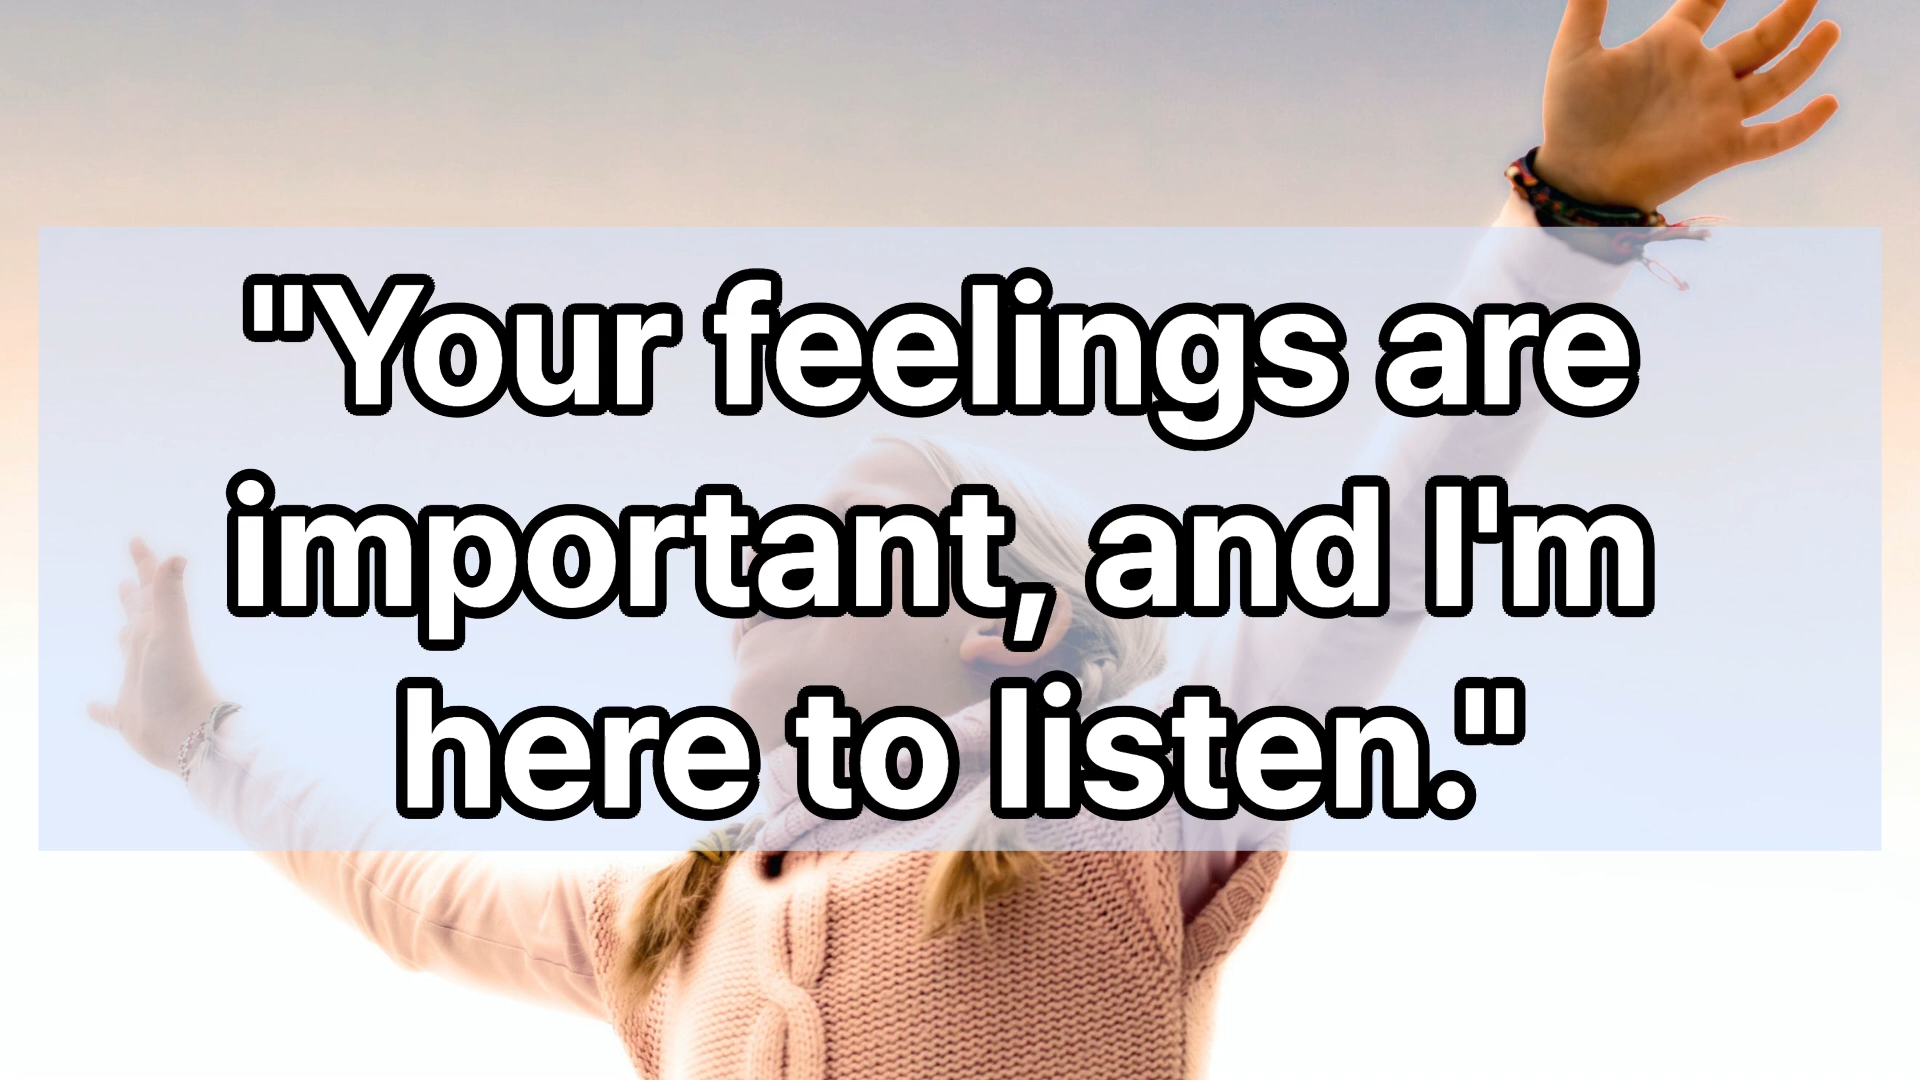 "Your feelings are
important, and I'm
here to listen."